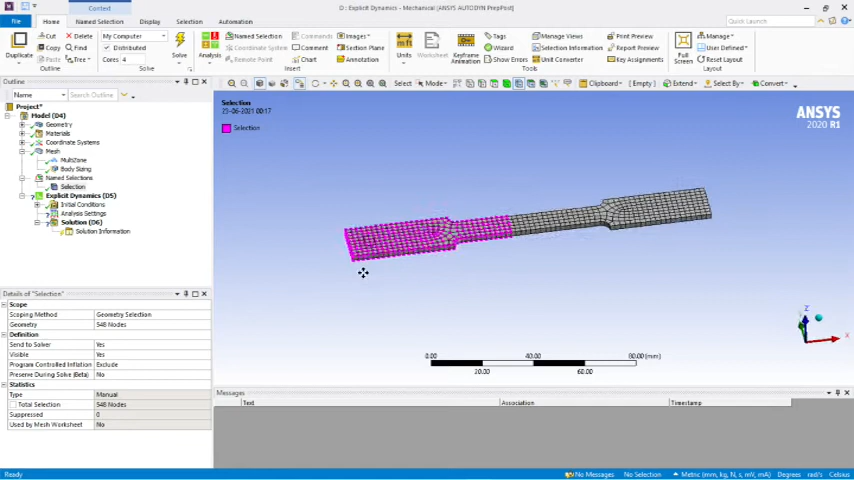 D : Explicit Dynamics - Mechanical [ANSYS AUTODYN PrepPost]
Context
File Home Named Selection Display Selection Automation Quick Launch
Duplicate Cut Copy Paste Delete Find Tree
Outline
My Computer
Distributed
Cores 4
Solve
Solve
Analysis
Named Selection
Coordinate System
Remote Point
Commands
Comment
Chart
Images
Section Plane
Annotation
Insert
Units Worksheet Keyframe Animation
Tags
Wizard
Show Errors
Manage Views
Selection Information
Unit Converter
Tools
Print Preview
Report Preview
Key Assignments
Full Screen
Manage
User Defined
Reset Layout
Layout
Select Mode Clipboard [ Empty ] Extend Select By Convert
Outline
Name Search Outline
Project*
Model (D4)
Geometry
Materials
Coordinate Systems
Mesh
MultiZone
Body Sizing
Named Selections
Selection
Explicit Dynamics (D5)
Initial Conditions
Analysis Settings
Solution (D6)
Solution Information
Details of "Selection"
Scope
Scoping Method Geometry Selection
Geometry 548 Nodes
Definition
Send to Solver Yes
Visible Yes
Program Controlled Inflation Exclude
Preserve During Solve (Beta) No
Statistics
Type Manual
Total Selection 548 Nodes
Suppressed 0
Used by Mesh Worksheet No
Selection
23-06-2021 00:17
Selection
ANSYS
2020 R1
0.00 40.00 80.00 (mm)
20.00 60.00
Z
X
Messages
Text Association Timestamp
Ready No Messages No Selection Metric (mm, kg, N, s, mV, mA) Degrees rad/s Celsius